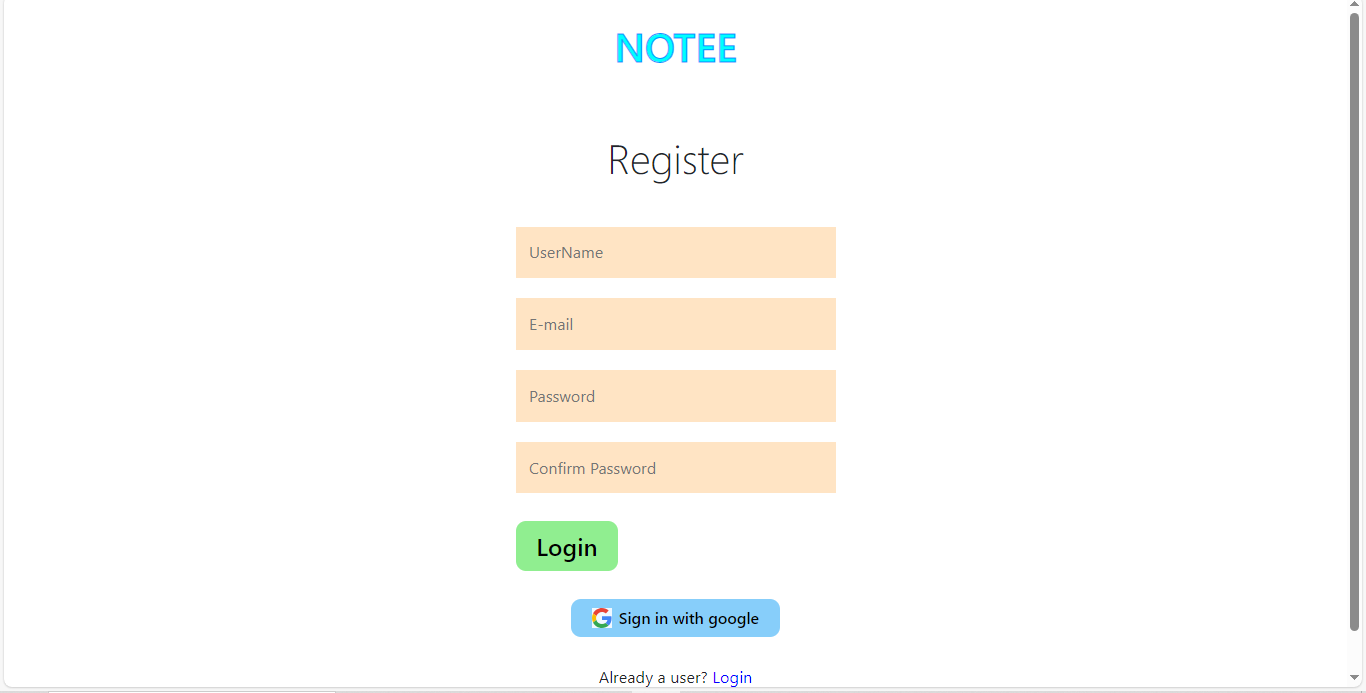 NOTEE
Register
UserName
E-mail
Password
Confirm Password
Login
Sign in with google
Already a user? Login